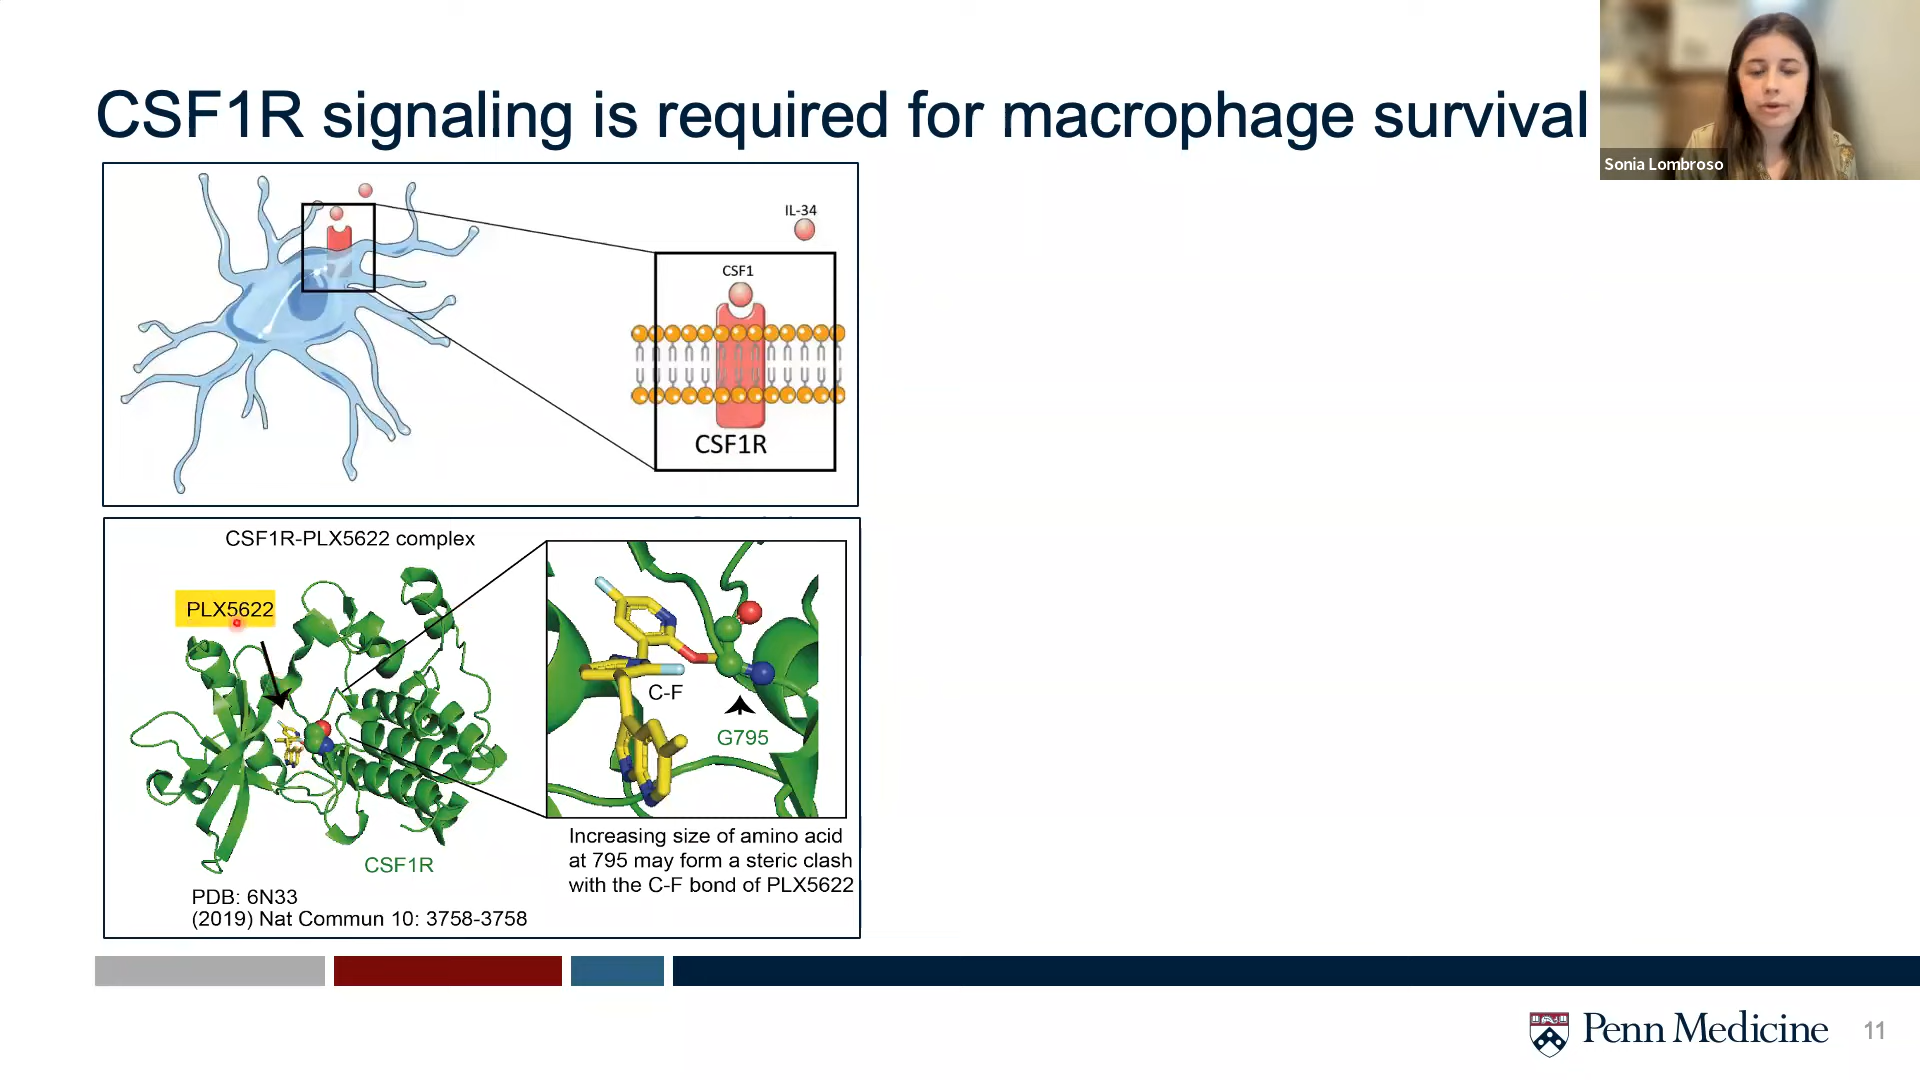 CSF1R signaling is required for macrophage survival
Sonia Lombroso
IL-34
CSF1
CSF1R
CSF1R-PLX5622 complex
PLX5622
C-F
G795
CSF1R
Increasing size of amino acid
at 795 may form a steric clash
with the C-F bond of PLX5622
PDB: 6N33
(2019) Nat Commun 10: 3758-3758
Penn Medicine
11